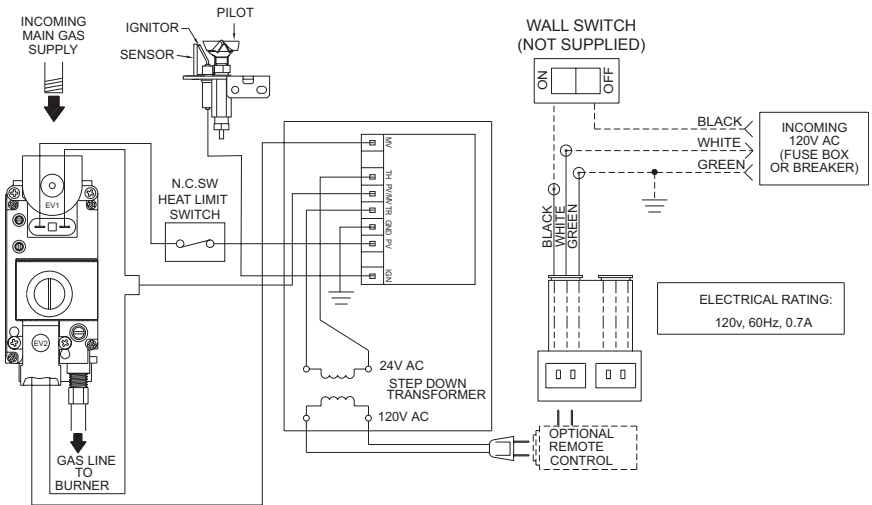 INCOMING
MAIN GAS
SUPPLY
IGNITOR
PILOT
SENSOR
EV1
EV2
N.C.SW
HEAT LIMIT
SWITCH
MV
TH
PV/MV
TR
GND
PV
IGN
24V AC
STEP DOWN
TRANSFORMER
120V AC
GAS LINE
TO
BURNER
WALL SWITCH
(NOT SUPPLIED)
ON
OFF
BLACK
WHITE
GREEN
INCOMING
120V AC
(FUSE BOX
OR BREAKER)
BLACK
WHITE
GREEN
ELECTRICAL RATING:
120v, 60Hz, 0.7A
OPTIONAL
REMOTE
CONTROL